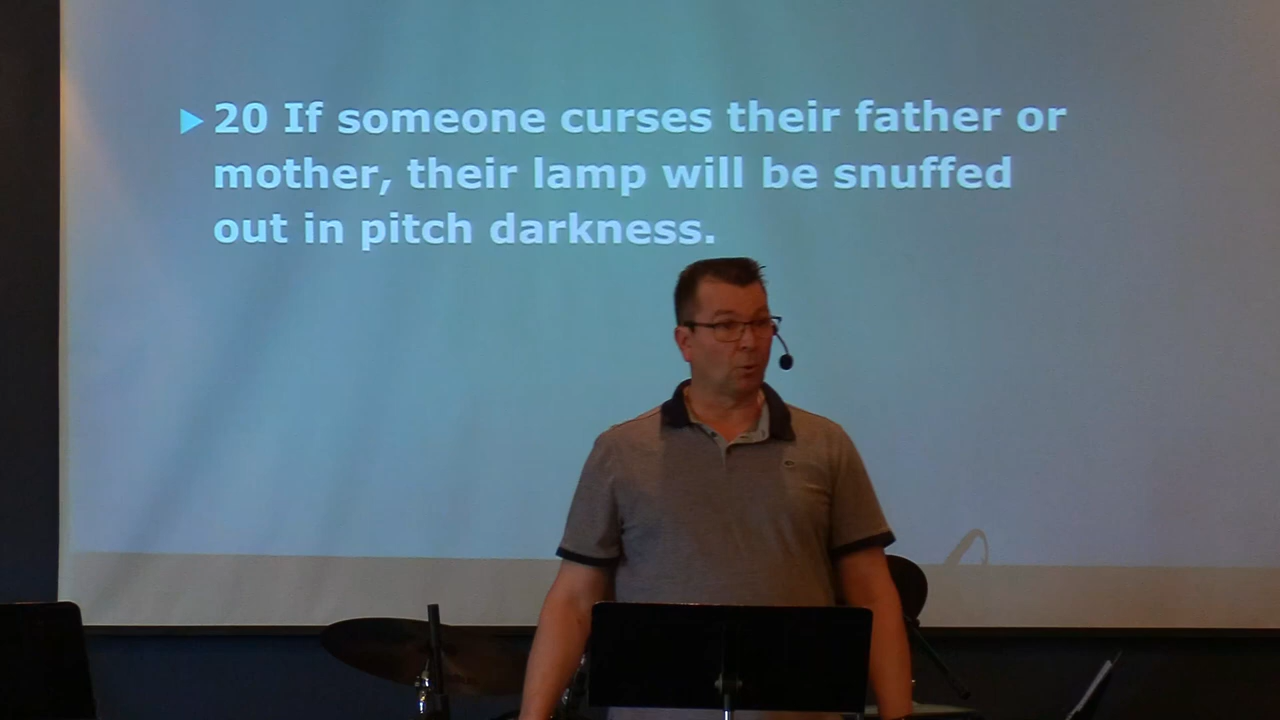 20 If someone curses their father or
mother, their lamp will be snuffed
out in pitch darkness.